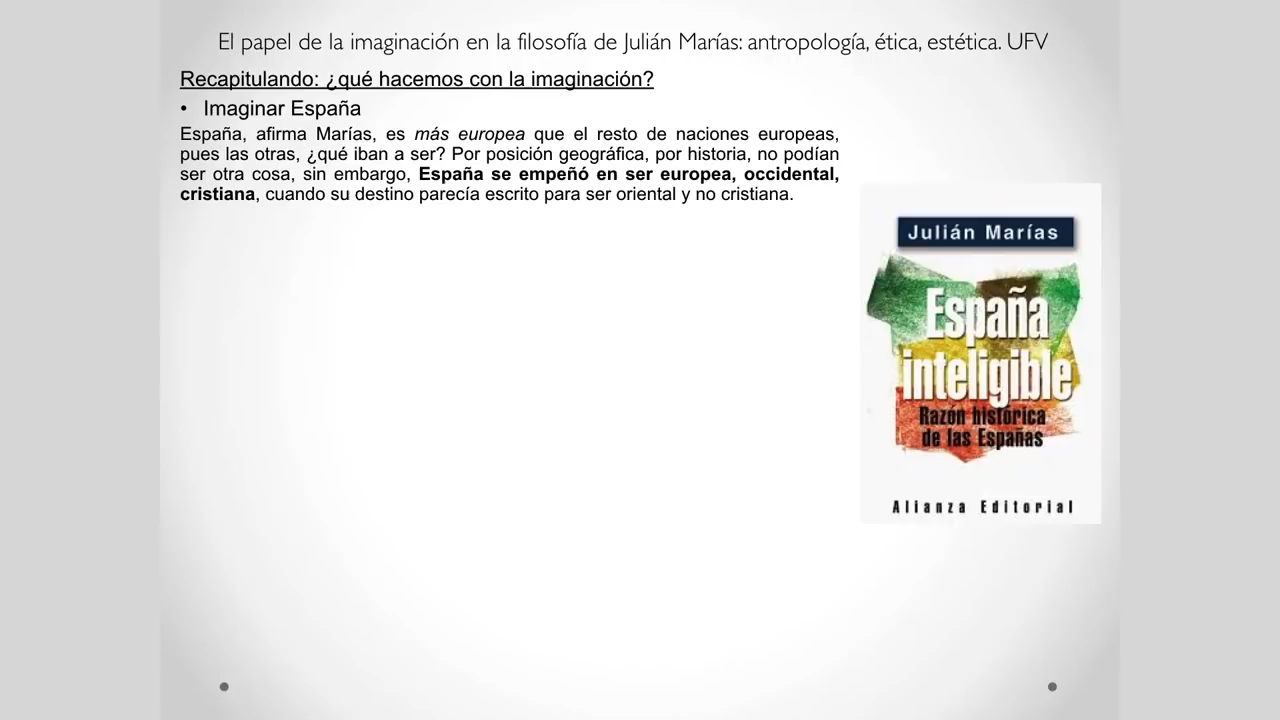 El papel de la imaginación en la filosofía de Julián Marías: antropología, ética, estética. UFV
Recapitulando: ¿qué hacemos con la imaginación?
• Imaginar España
España, afirma Marías, es más europea que el resto de naciones europeas,
pues las otras, ¿qué iban a ser? Por posición geográfica, por historia, no podían
ser otra cosa, sin embargo, España se empeñó en ser europea, occidental,
cristiana, cuando su destino parecía escrito para ser oriental y no cristiana.
Julián Marías
España
inteligible
Razón histórica
de las Españas
Alianza Editorial